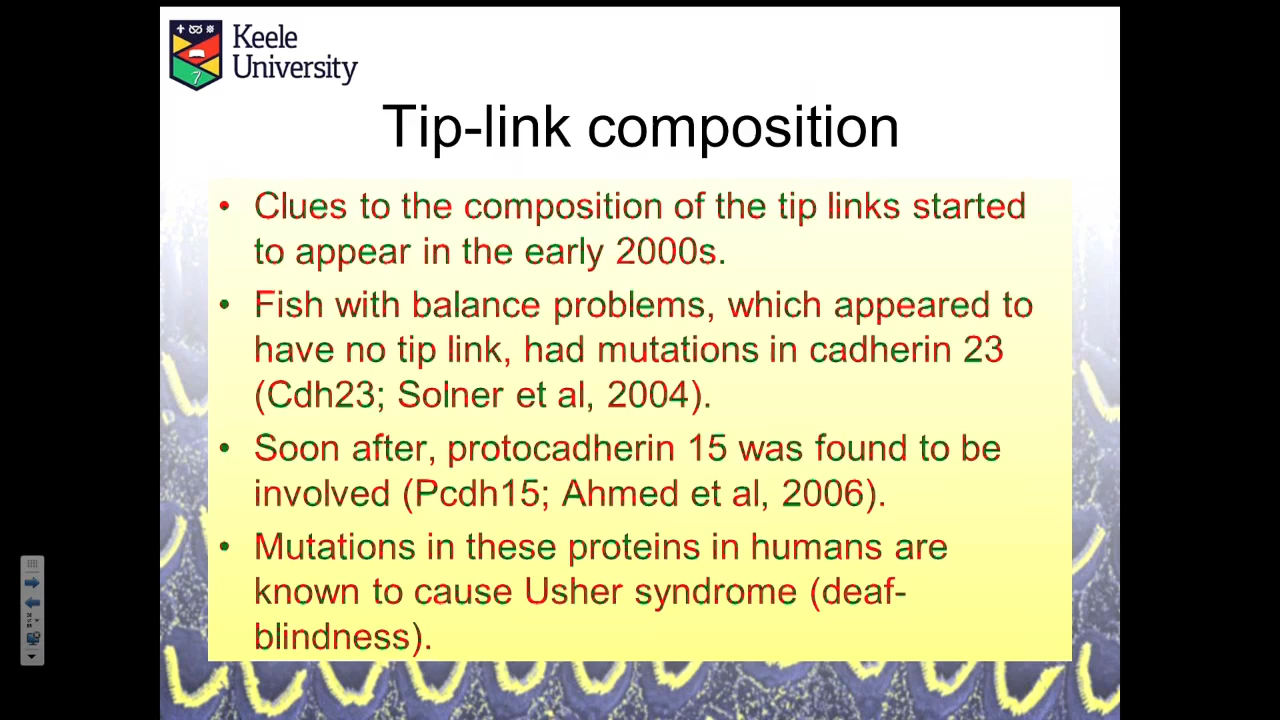 Keele
University
Tip-link composition
• Clues to the composition of the tip links started
to appear in the early 2000s.
• Fish with balance problems, which appeared to
have no tip link, had mutations in cadherin 23
(Cdh23; Solner et al, 2004).
• Soon after, protocadherin 15 was found to be
involved (Pcdh15; Ahmed et al, 2006).
• Mutations in these proteins in humans are
known to cause Usher syndrome (deaf-
blindness).